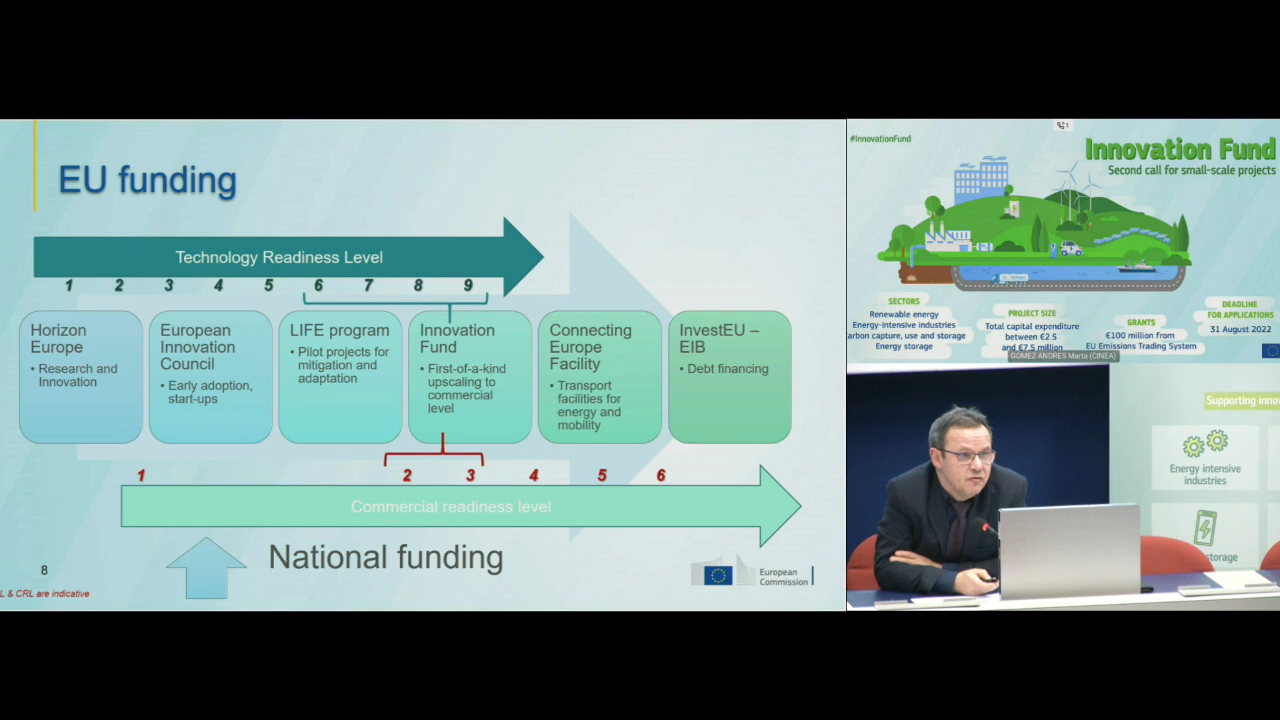 EU funding
Technology Readiness Level
1 2 3 4 5 6 7 8 9
Horizon
Europe
• Research and
Innovation
European
Innovation
Council
• Early adoption,
start-ups
LIFE program
• Pilot projects for
mitigation and
adaptation
Innovation
Fund
• First-of-a-kind
upscaling to
commercial
level
Connecting
Europe
Facility
• Transport
facilities for
energy and
mobility
InvestEU –
EIB
• Debt financing
1 2 3 4 5 6
Commercial readiness level
National funding
8
L & CRL are indicative
European
Commission
1
#InnovationFund
Innovation Fund
Second call for small-scale projects
SECTORS
Renewable energy
Energy-intensive industries
arbon capture, use and storage
Energy storage
PROJECT SIZE
Total capital expenditure
between €2.5
and €7.5 million
GRANTS
€100 million from
EU Emissions Trading System
DEADLINE
FOR APPLICATIONS
31 August 2022
GOMEZ ANDRES Marta (CINEA)
Supporting inno
Energy intensive
industries
storage